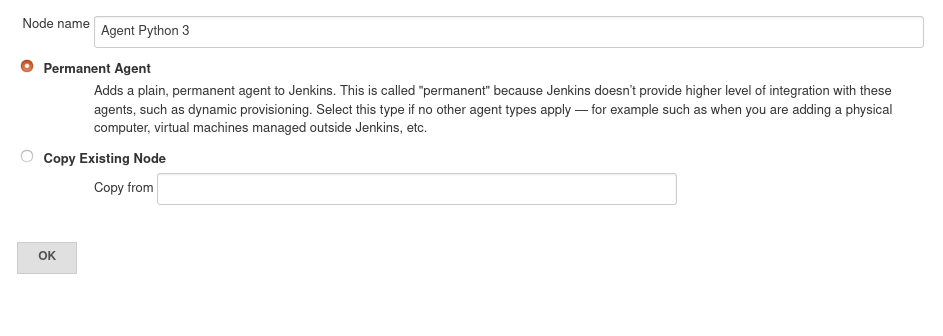 Node name Agent Python 3
Permanent Agent
Adds a plain, permanent agent to Jenkins. This is called "permanent" because Jenkins doesn’t provide higher level of integration with these
agents, such as dynamic provisioning. Select this type if no other agent types apply — for example such as when you are adding a physical
computer, virtual machines managed outside Jenkins, etc.
Copy Existing Node
Copy from
OK